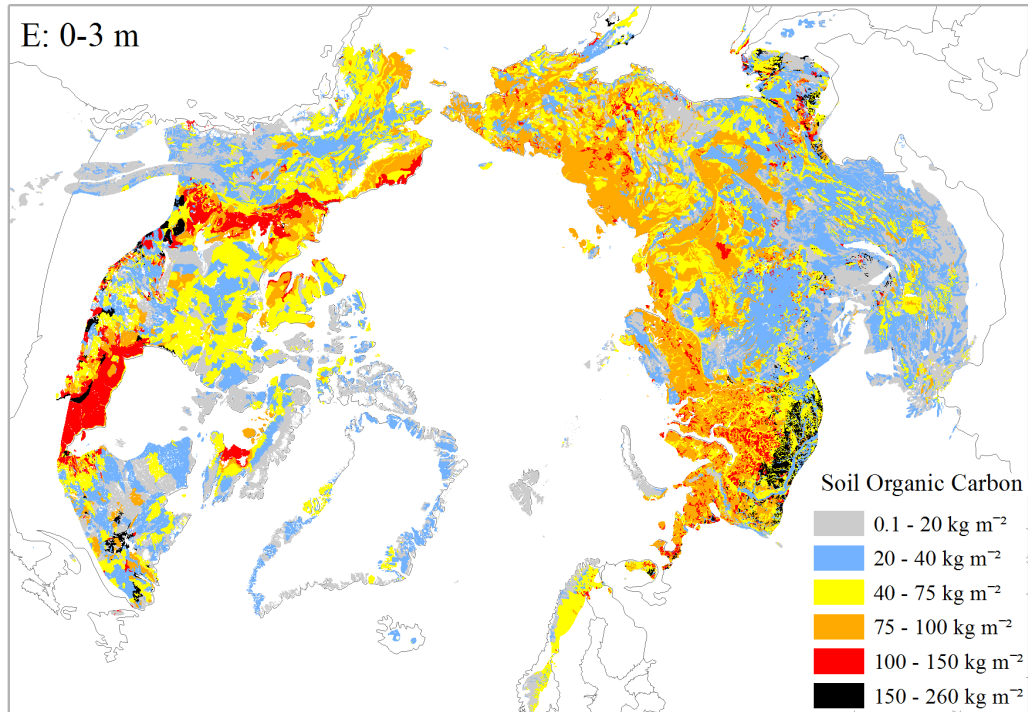 E: 0-3 m
Soil Organic Carbon
0.1 - 20 kg m⁻²
20 - 40 kg m⁻²
40 - 75 kg m⁻²
75 - 100 kg m⁻²
100 - 150 kg m⁻²
150 - 260 kg m⁻²